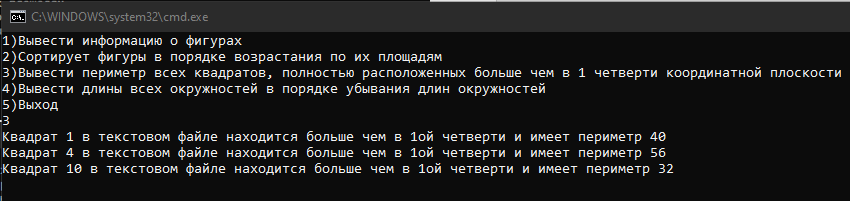 C:\WINDOWS\system32\cmd.exe
1)Вывести информацию о фигурах
2)Сортирует фигуры в порядке возрастания по их площадям
3)Вывести периметр всех квадратов, полностью расположенных больше чем в 1 четверти координатной плоскости
4)Вывести длины всех окружностей в порядке убывания длин окружностей
5)Выход
3
Квадрат 1 в текстовом файле находится больше чем в 1ой четверти и имеет периметр 40
Квадрат 4 в текстовом файле находится больше чем в 1ой четверти и имеет периметр 56
Квадрат 10 в текстовом файле находится больше чем в 1ой четверти и имеет периметр 32